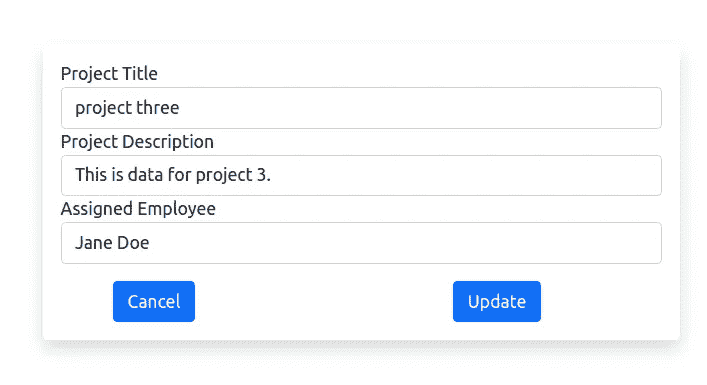 Project Title
project three
Project Description
This is data for project 3.
Assigned Employee
Jane Doe
Cancel Update